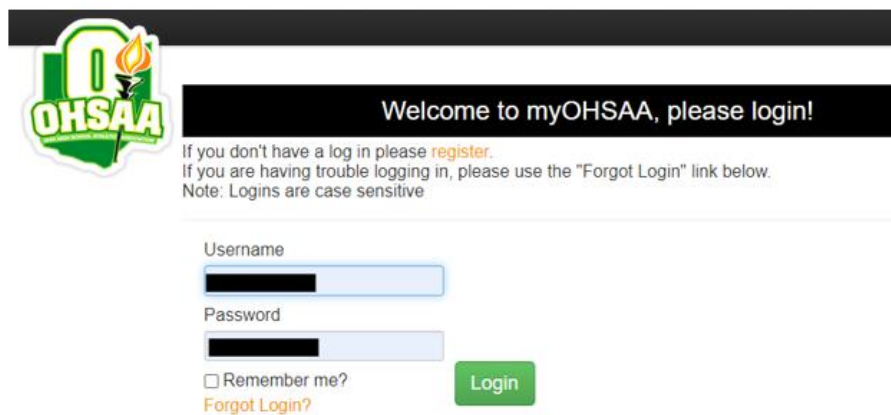 OHSAA
Welcome to myOHSAA, please login!
If you don't have a log in please register.
If you are having trouble logging in, please use the "Forgot Login" link below.
Note: Logins are case sensitive
Username
Password
Remember me?
Login
Forgot Login?